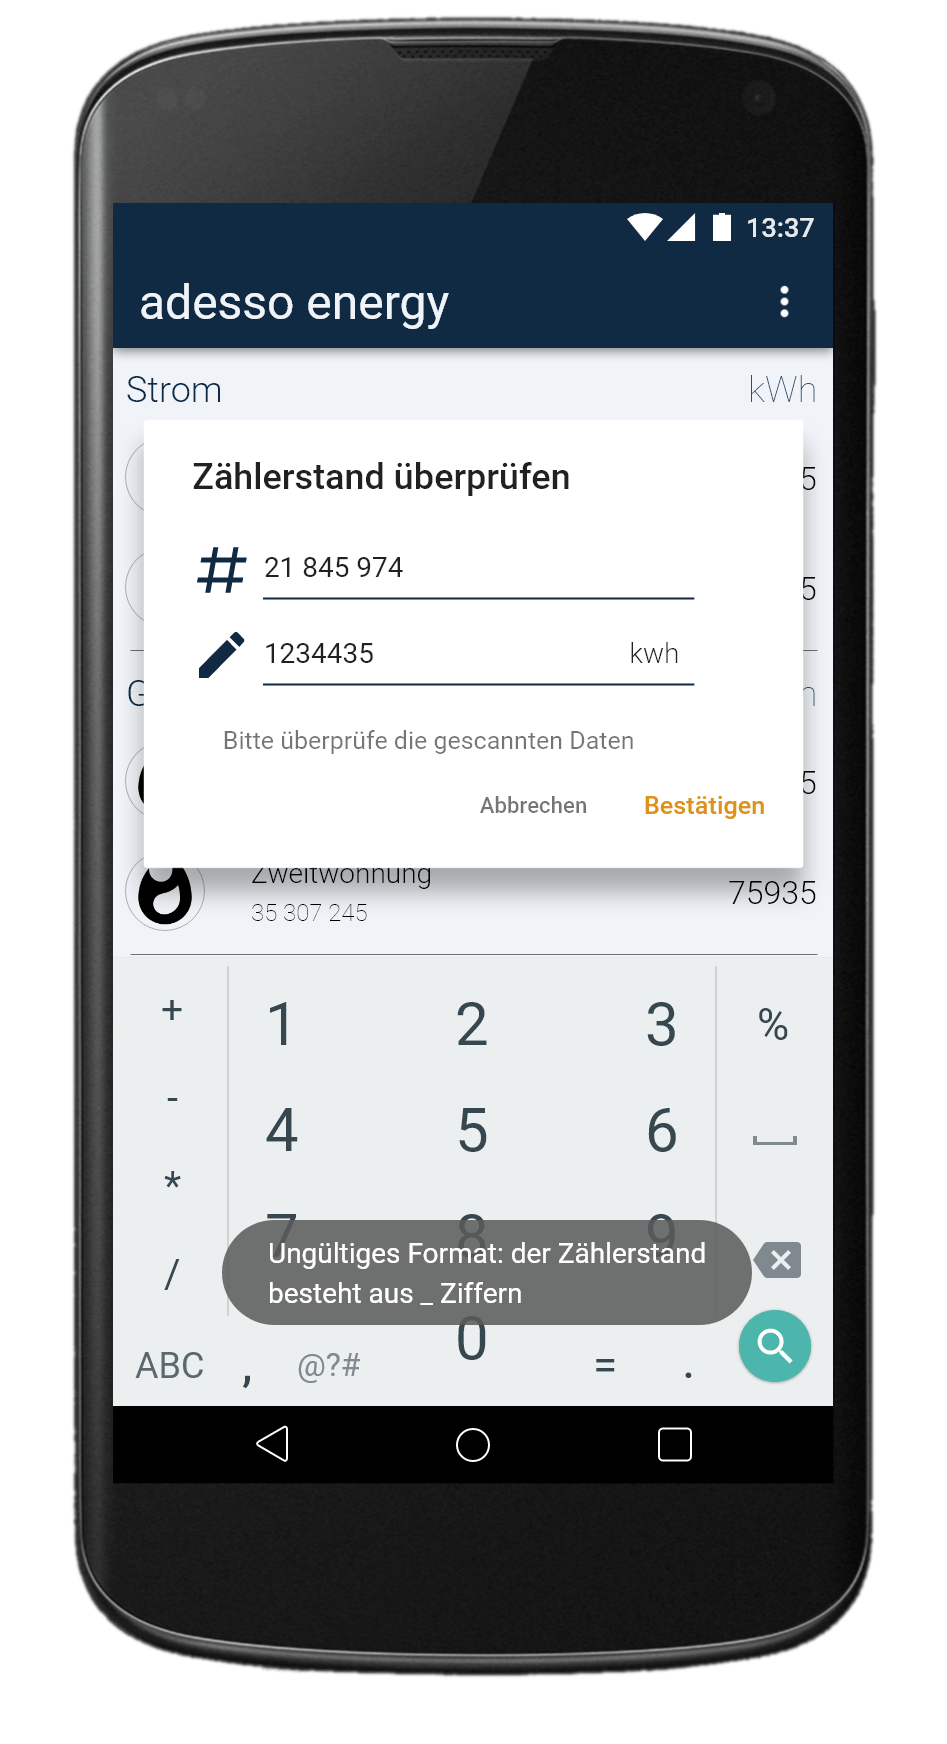 13:37
adesso energy
Strom kWh
Zählerstand überprüfen
5
# 21 845 974
5
1234435 kwh
G h
Bitte überprüfe die gescannten Daten
5
Abbrechen Bestätigen
Zweitwohnung
75935
35 307 245
+ 1 2 3 %
-
4 5 6
*
7 8 9
/
Ungültiges Format: der Zählerstand
besteht aus _ Ziffern
0
ABC , @?# = .